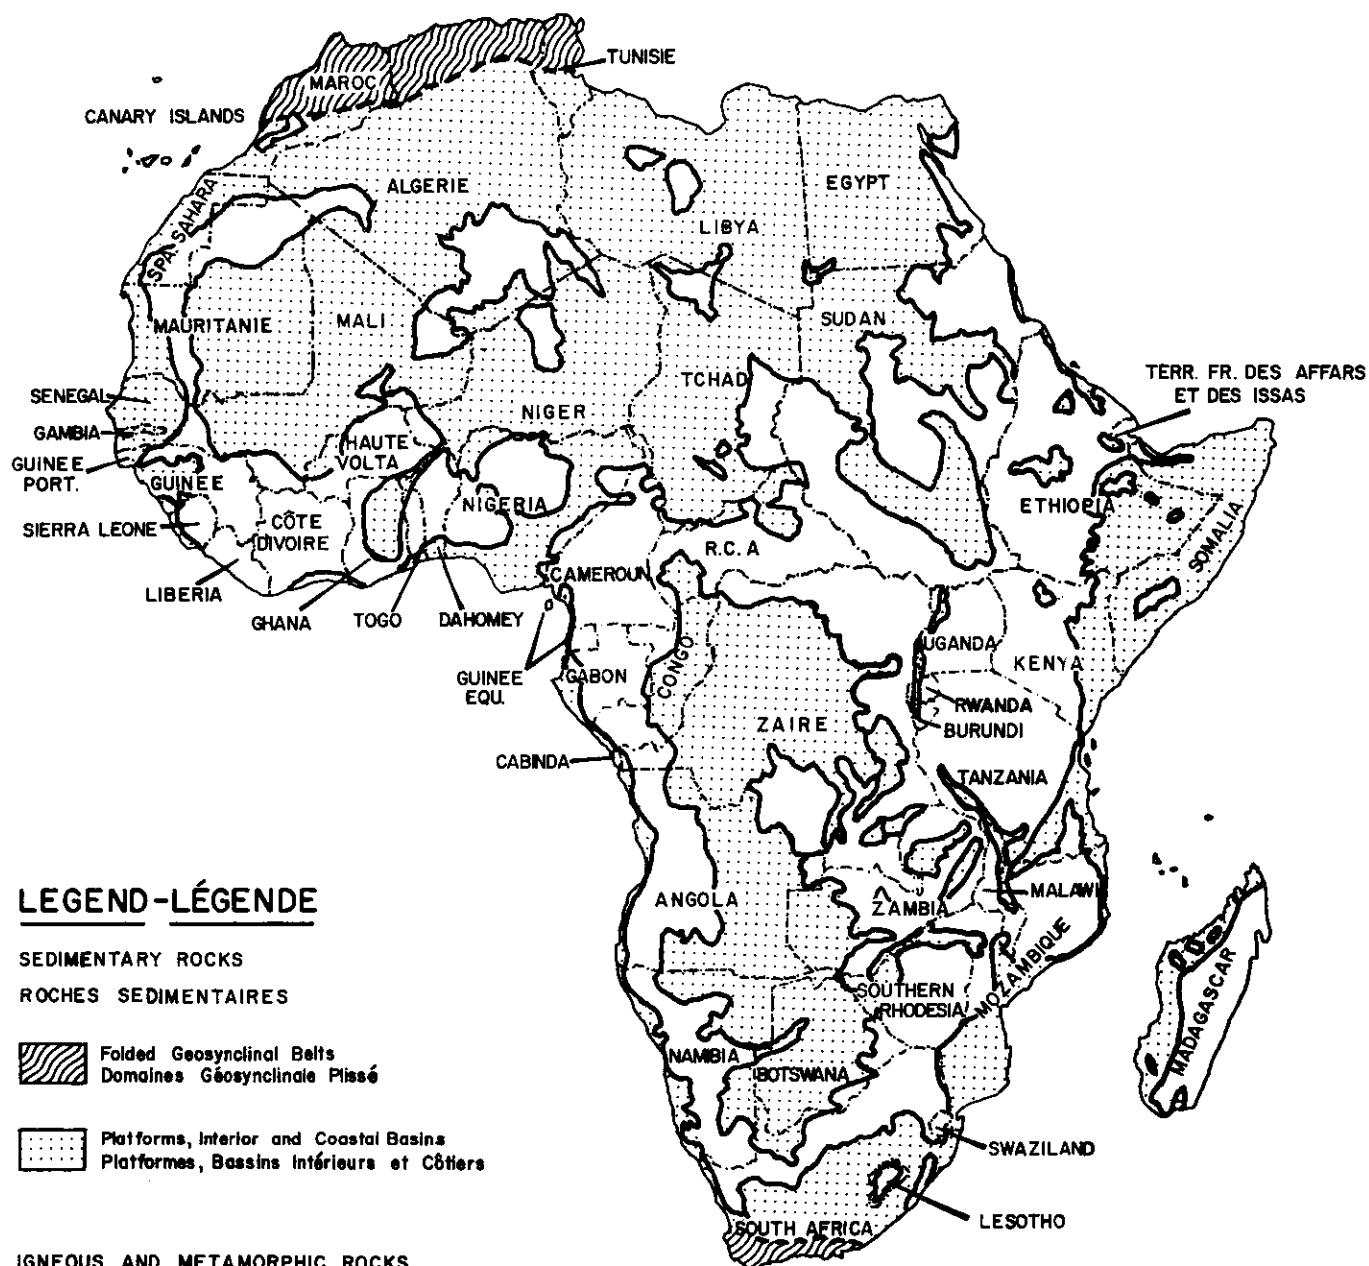 TUNISIE
MAROC
CANARY ISLANDS
ALGERIE
EGYPT
LIBYA
SPA. SAHARA
MAURITANIE
MALI
SUDAN
TCHAD
TERR. FR. DES AFFARS
ET DES ISSAS
SENEGAL
NIGER
GAMBIA
HAUTE
VOLTA
GUINEE
PORT.
GUINEE
NIGERIA
ETHIOPIA
SOMALIA
SIERRA LEONE
CÔTE
D'IVOIRE
R.C.A
CAMEROUN
LIBERIA
GHANA
TOGO
DAHOMEY
UGANDA
KENYA
GUINEE
EQU.
GABON
CONGO
RWANDA
BURUNDI
ZAIRE
CABINDA
TANZANIA
ANGOLA
ZAMBIA
MALAWI
MOZAMBIQUE
SOUTHERN
RHODESIA
MADAGASCAR
NAMBIA
BOTSWANA
SWAZILAND
LESOTHO
SOUTH AFRICA
LEGEND-LÉGENDE
SEDIMENTARY ROCKS
ROCHES SEDIMENTAIRES
Folded Geosynclinal Belts
Domaines Géosynclinale Plissé
Platforms, Interior and Coastal Basins
Platformes, Bassins Intérieurs et Côtiers
IGNEOUS AND METAMORPHIC ROCKS